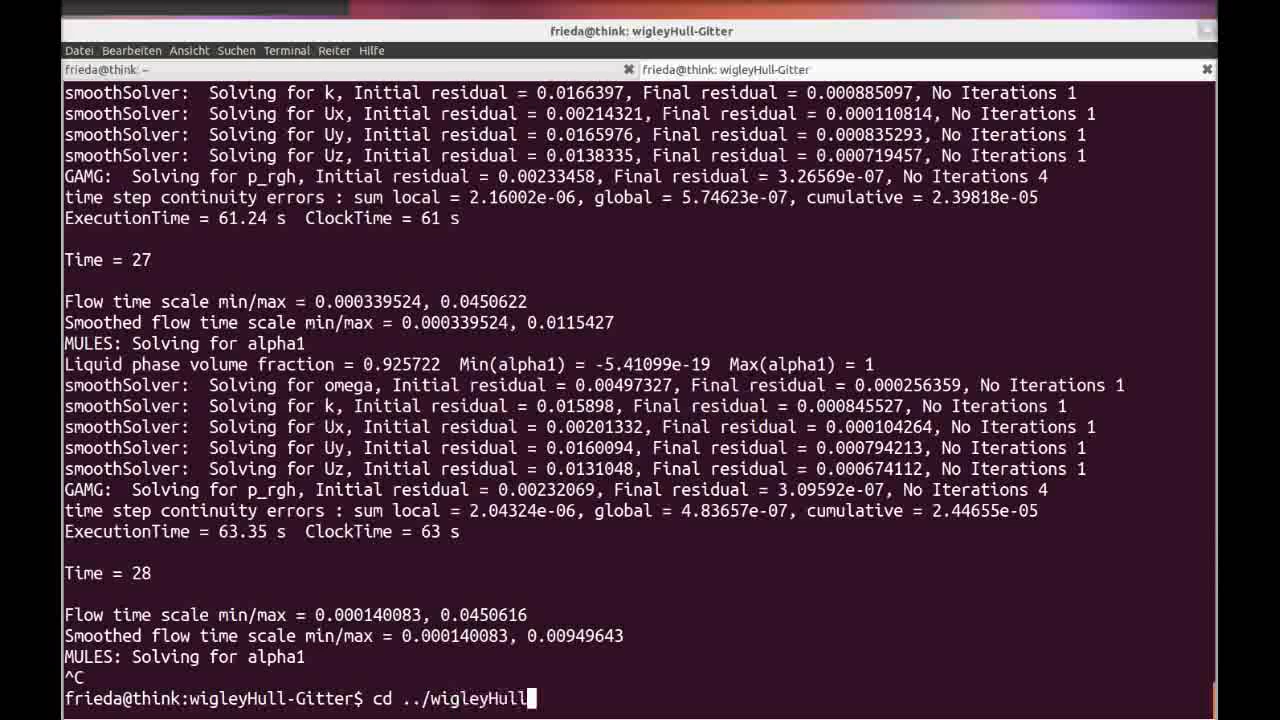 frieda@think: wigleyHull-Gitter
Datei Bearbeiten Ansicht Suchen Terminal Reiter Hilfe
frieda@think: ~ ✖ frieda@think: wigleyHull-Gitter ✖
smoothSolver:  Solving for k, Initial residual = 0.0166397, Final residual = 0.000885097, No Iterations 1
smoothSolver:  Solving for Ux, Initial residual = 0.00214321, Final residual = 0.000110814, No Iterations 1
smoothSolver:  Solving for Uy, Initial residual = 0.0165976, Final residual = 0.000835293, No Iterations 1
smoothSolver:  Solving for Uz, Initial residual = 0.0138335, Final residual = 0.000719457, No Iterations 1
GAMG:  Solving for p_rgh, Initial residual = 0.00233458, Final residual = 3.26569e-07, No Iterations 4
time step continuity errors : sum local = 2.16002e-06, global = 5.74623e-07, cumulative = 2.39818e-05
ExecutionTime = 61.24 s  ClockTime = 61 s
Time = 27
Flow time scale min/max = 0.000339524, 0.0450622
Smoothed flow time scale min/max = 0.000339524, 0.0115427
MULES: Solving for alpha1
Liquid phase volume fraction = 0.925722  Min(alpha1) = -5.41099e-19  Max(alpha1) = 1
smoothSolver:  Solving for omega, Initial residual = 0.00497327, Final residual = 0.000256359, No Iterations 1
smoothSolver:  Solving for k, Initial residual = 0.015898, Final residual = 0.000845527, No Iterations 1
smoothSolver:  Solving for Ux, Initial residual = 0.00201332, Final residual = 0.000104264, No Iterations 1
smoothSolver:  Solving for Uy, Initial residual = 0.0160094, Final residual = 0.000794213, No Iterations 1
smoothSolver:  Solving for Uz, Initial residual = 0.0131048, Final residual = 0.000674112, No Iterations 1
GAMG:  Solving for p_rgh, Initial residual = 0.00232069, Final residual = 3.09592e-07, No Iterations 4
time step continuity errors : sum local = 2.04324e-06, global = 4.83657e-07, cumulative = 2.44655e-05
ExecutionTime = 63.35 s  ClockTime = 63 s
Time = 28
Flow time scale min/max = 0.000140083, 0.0450616
Smoothed flow time scale min/max = 0.000140083, 0.00949643
MULES: Solving for alpha1
^C
frieda@think:wigleyHull-Gitter$ cd ../wigleyHull